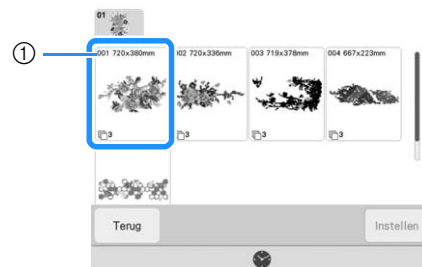 01
①
001 720x380mm
002 720x336mm
003 719x378mm
004 667x223mm
3
3
3
3
Terug
Instellen